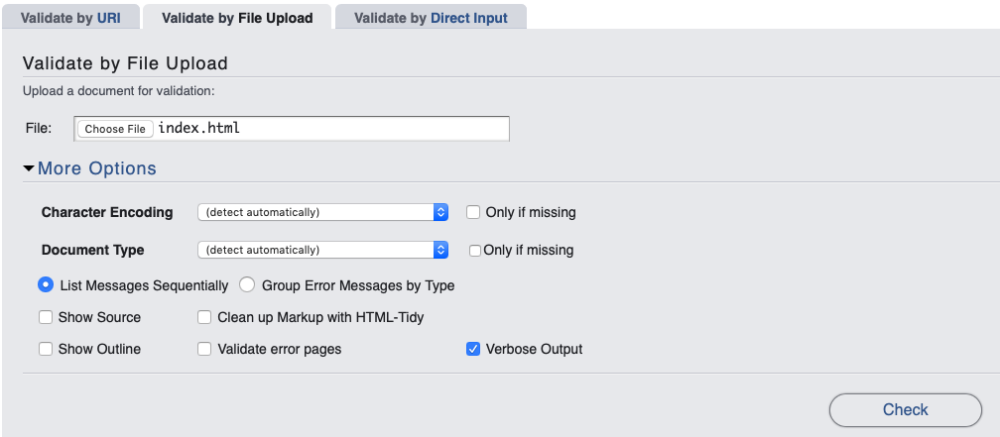 Validate by URI Validate by File Upload Validate by Direct Input
Validate by File Upload
Upload a document for validation:
File: Choose File index.html
More Options
Character Encoding (detect automatically) Only if missing
Document Type (detect automatically) Only if missing
List Messages Sequentially Group Error Messages by Type
Show Source Clean up Markup with HTML-Tidy
Show Outline Validate error pages Verbose Output
Check